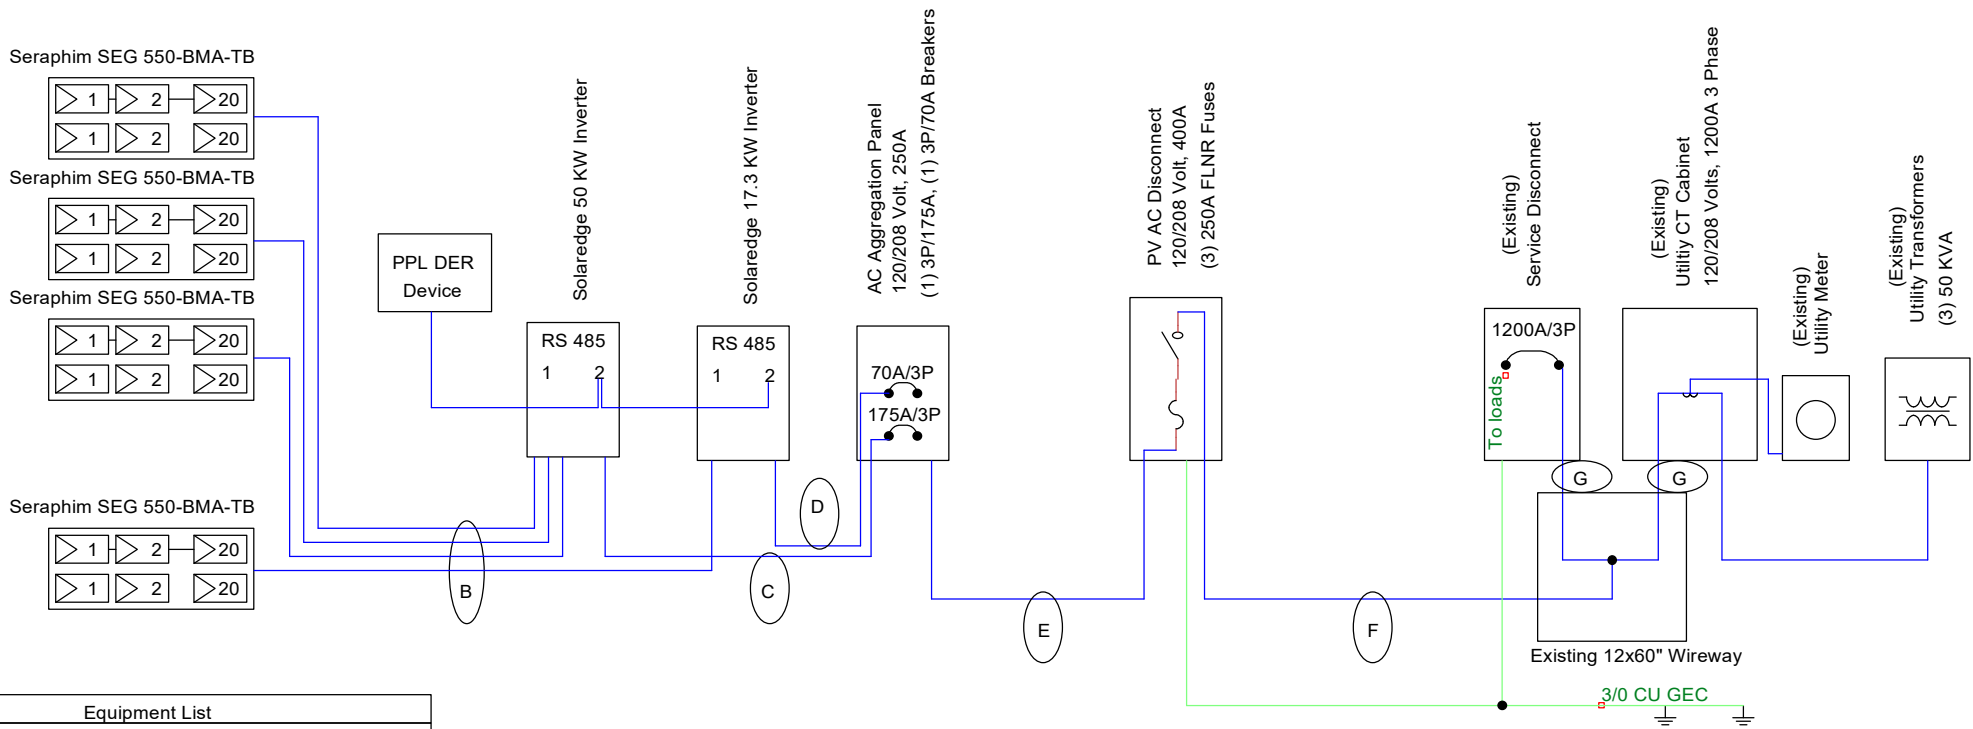 Seraphim SEG 550-BMA-TB
1 2 20
1 2 20
Seraphim SEG 550-BMA-TB
1 2 20
1 2 20
Seraphim SEG 550-BMA-TB
1 2 20
1 2 20
Seraphim SEG 550-BMA-TB
1 2 20
1 2 20
PPL DER
Device
Solaredge 50 KW Inverter
RS 485
1 2
Solaredge 17.3 KW Inverter
RS 485
1 2
AC Aggregation Panel
120/208 Volt, 250A
(1) 3P/175A, (1) 3P/70A Breakers
70A/3P
175A/3P
PV AC Disconnect
120/208 Volt, 400A
(3) 250A FLNR Fuses
(Existing)
Service Disconnect
1200A/3P
To loads
(Existing)
Utiltiy CT Cabinet
120/208 Volts, 1200A 3 Phase
(Existing)
Utility Meter
(Existing)
Utility Transformers
(3) 50 KVA
B
C
D
E
F
G
G
Existing 12x60" Wireway
3/0 CU GEC
Equipment List